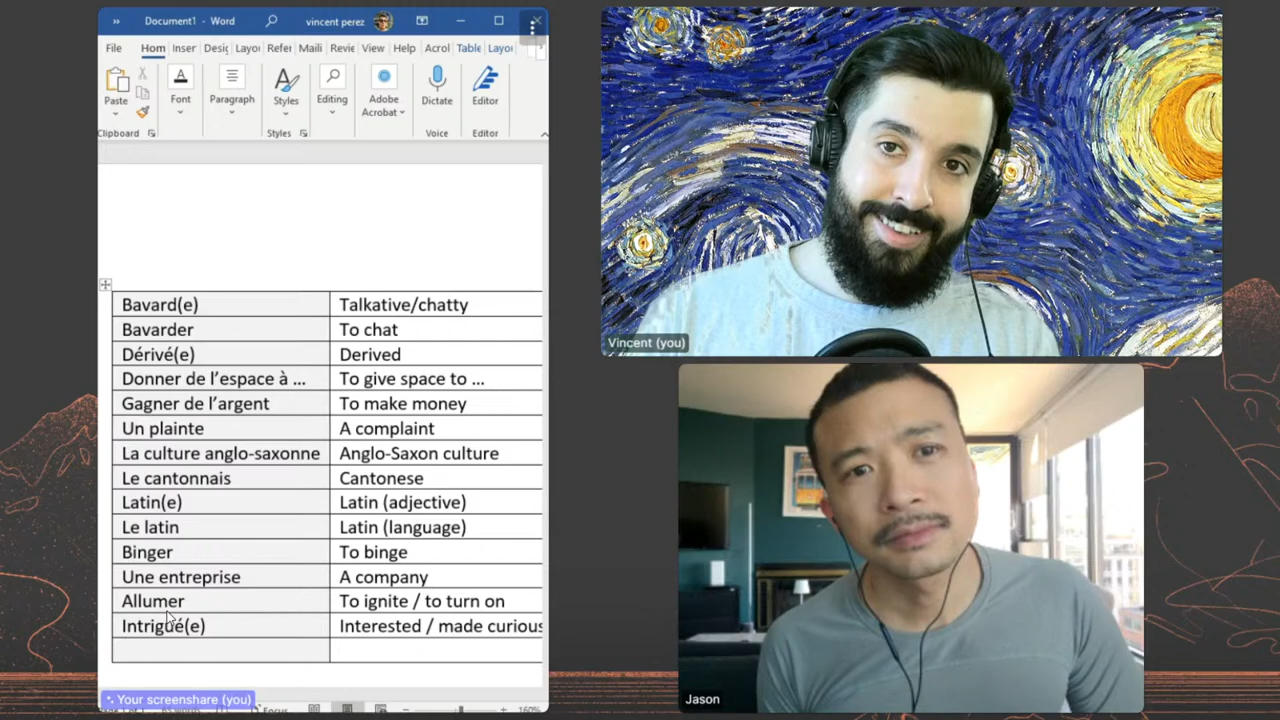 Document1 - Word
vincent perez
File Hom Inser Desig Layou Refer Maili Revie View Help Acrol Table Layou
Paste
Font
Paragraph
Styles
Editing
Adobe Acrobat
Dictate
Editor
Clipboard
Styles
Voice
Editor
Bavard(e) Talkative/chatty
Bavarder To chat
Dérivé(e) Derived
Donner de l’espace à ... To give space to ...
Gagner de l’argent To make money
Un plainte A complaint
La culture anglo-saxonne Anglo-Saxon culture
Le cantonnais Cantonese
Latin(e) Latin (adjective)
Le latin Latin (language)
Binger To binge
Une entreprise A company
Allumer To ignite / to turn on
Intrigué(e) Interested / made curious
Your screenshare (you)
Focus
160%
Vincent (you)
Jason